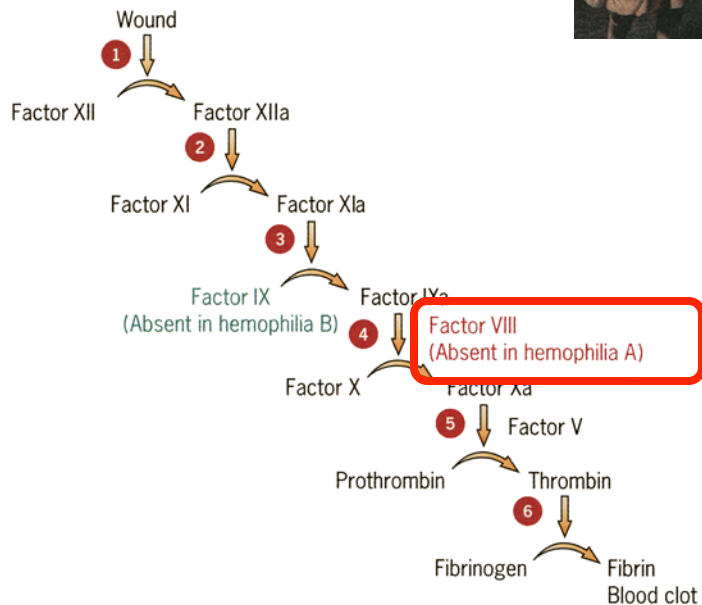 Wound
1
Factor XII
Factor XIIa
2
Factor XI
Factor XIa
3
Factor IX
(Absent in hemophilia B)
Factor IXa
4
Factor VIII
(Absent in hemophilia A)
Factor X
Factor Xa
5
Factor V
Prothrombin
Thrombin
6
Fibrinogen
Fibrin
Blood clot